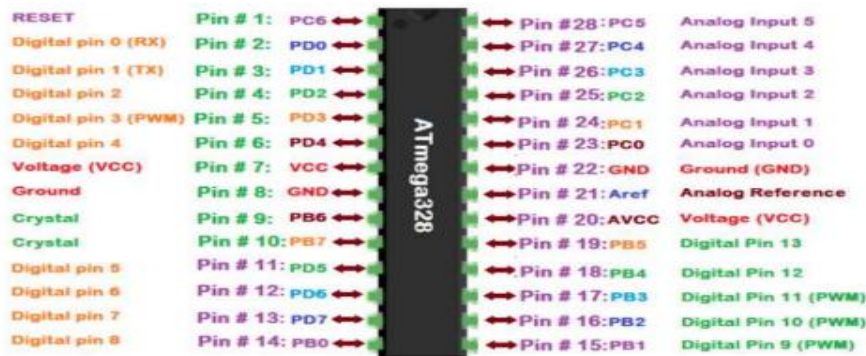 RESET Pin # 1: PC6
Digital pin 0 (RX) Pin # 2: PD0
Digital pin 1 (TX) Pin # 3: PD1
Digital pin 2 Pin # 4: PD2
Digital pin 3 (PWM) Pin # 5: PD3
Digital pin 4 Pin # 6: PD4
Voltage (VCC) Pin # 7: VCC
Ground Pin # 8: GND
Crystal Pin # 9: PB6
Crystal Pin # 10: PB7
Digital pin 5 Pin # 11: PD5
Digital pin 6 Pin # 12: PD6
Digital pin 7 Pin # 13: PD7
Digital pin 8 Pin # 14: PB0
ATmega328
Pin #28: PC5 Analog Input 5
Pin #27: PC4 Analog Input 4
Pin # 26: PC3 Analog Input 3
Pin # 25: PC2 Analog Input 2
Pin # 24: PC1 Analog Input 1
Pin # 23: PC0 Analog Input 0
Pin # 22: GND Ground (GND)
Pin # 21: Aref Analog Reference
Pin # 20: AVCC Voltage (VCC)
Pin # 19: PB5 Digital Pin 13
Pin # 18: PB4 Digital Pin 12
Pin # 17: PB3 Digital Pin 11 (PWM)
Pin # 16: PB2 Digital Pin 10 (PWM)
Pin # 15: PB1 Digital Pin 9 (PWM)